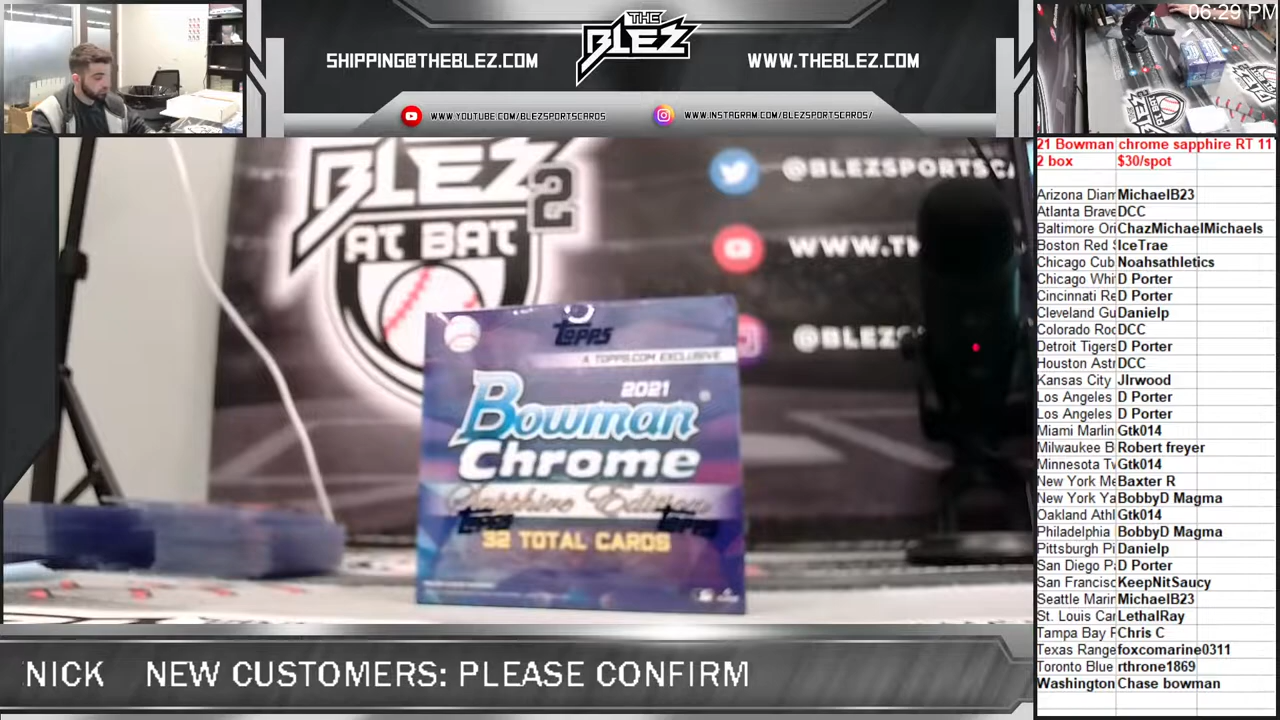 SHIPPING@THEBLEZ.COM
THE
BLEZ
WWW.THEBLEZ.COM
WWW.YOUTUBE.COM/BLEZSPORTSCARDS
WWW.INSTAGRAM.COM/BLEZSPORTSCARDS/
06:29 PM
BLEZ 2
AT BAT
@BLEZSPORTSCA
WWW.TH
@BLEZS
TOPPS
A TOPPS.COM EXCLUSIVE
2021
Bowman
Chrome
Sapphire Edition
TOPPS TOPPS
32 TOTAL CARDS
21 Bowman chrome sapphire RT 11
2 box $30/spot
Arizona Diam MichaelB23
Atlanta Brave DCC
Baltimore Ori ChazMichaelMichaels
Boston Red S IceTrae
Chicago Cub Noahsathletics
Chicago Whi D Porter
Cincinnati Re D Porter
Cleveland Gu Danielp
Colorado Roc DCC
Detroit Tigers D Porter
Houston Astr DCC
Kansas City JIrwood
Los Angeles D Porter
Los Angeles D Porter
Miami Marlin Gtk014
Milwaukee B Robert freyer
Minnesota Tw Gtk014
New York Me Baxter R
New York Ya BobbyD Magma
Oakland Athl Gtk014
Philadelphia BobbyD Magma
Pittsburgh Pi Danielp
San Diego P D Porter
San Francisc KeepNitSaucy
Seattle Marin MichaelB23
St. Louis Car LethalRay
Tampa Bay R Chris C
Texas Range foxcomarine0311
Toronto Blue rthrone1869
Washington Chase bowman
NICK NEW CUSTOMERS: PLEASE CONFIRM